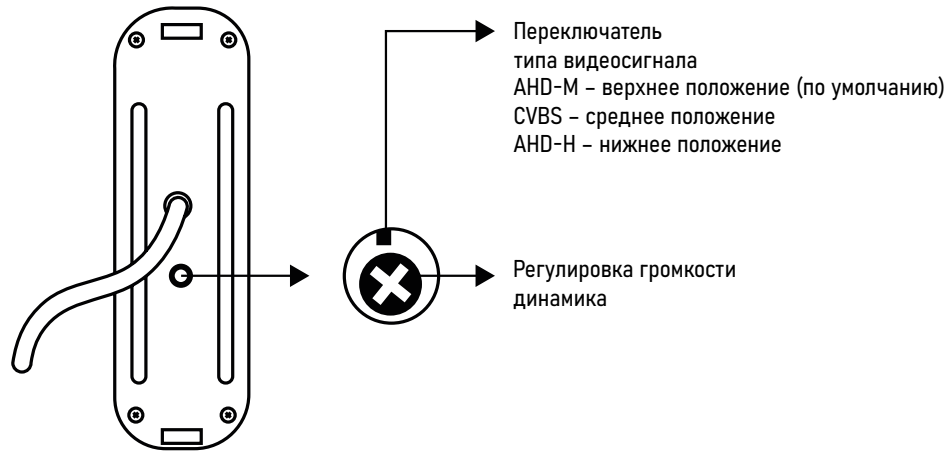 Переключатель
типа видеосигнала
AHD-M – верхнее положение (по умолчанию)
CVBS – среднее положение
AHD-H – нижнее положение
Регулировка громкости
динамика